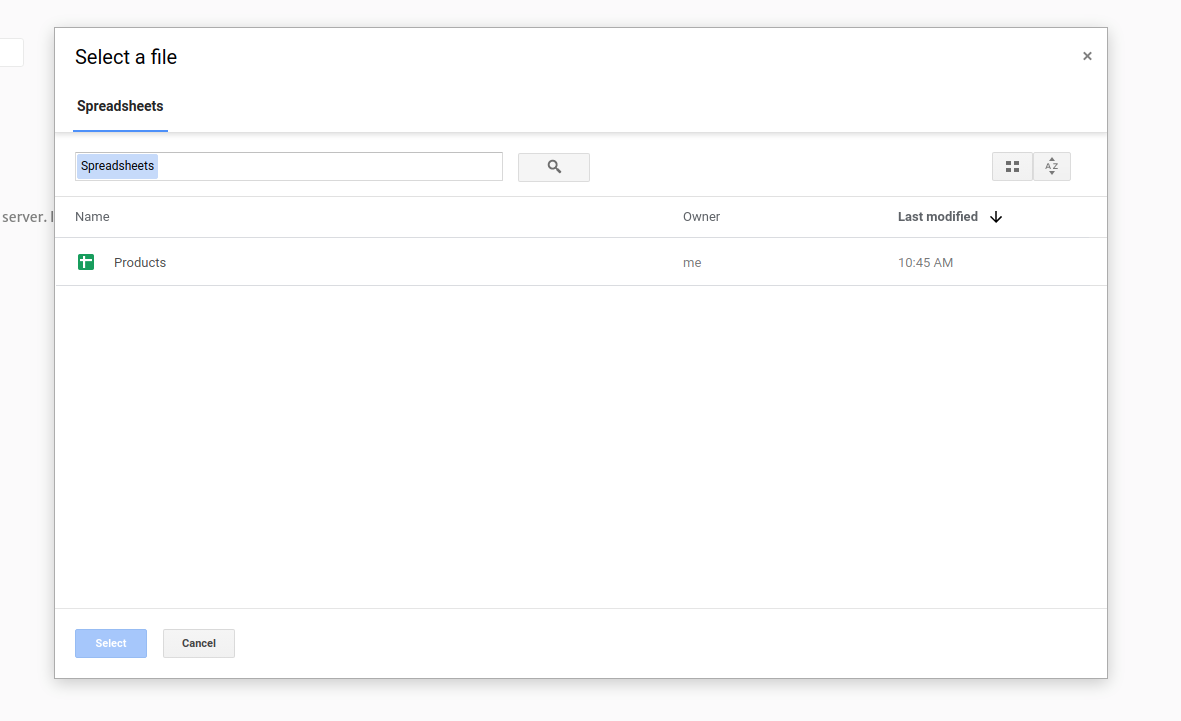 Select a file
×
Spreadsheets
Spreadsheets
AZ
server.
Name Owner Last modified
Products me 10:45 AM
Select Cancel